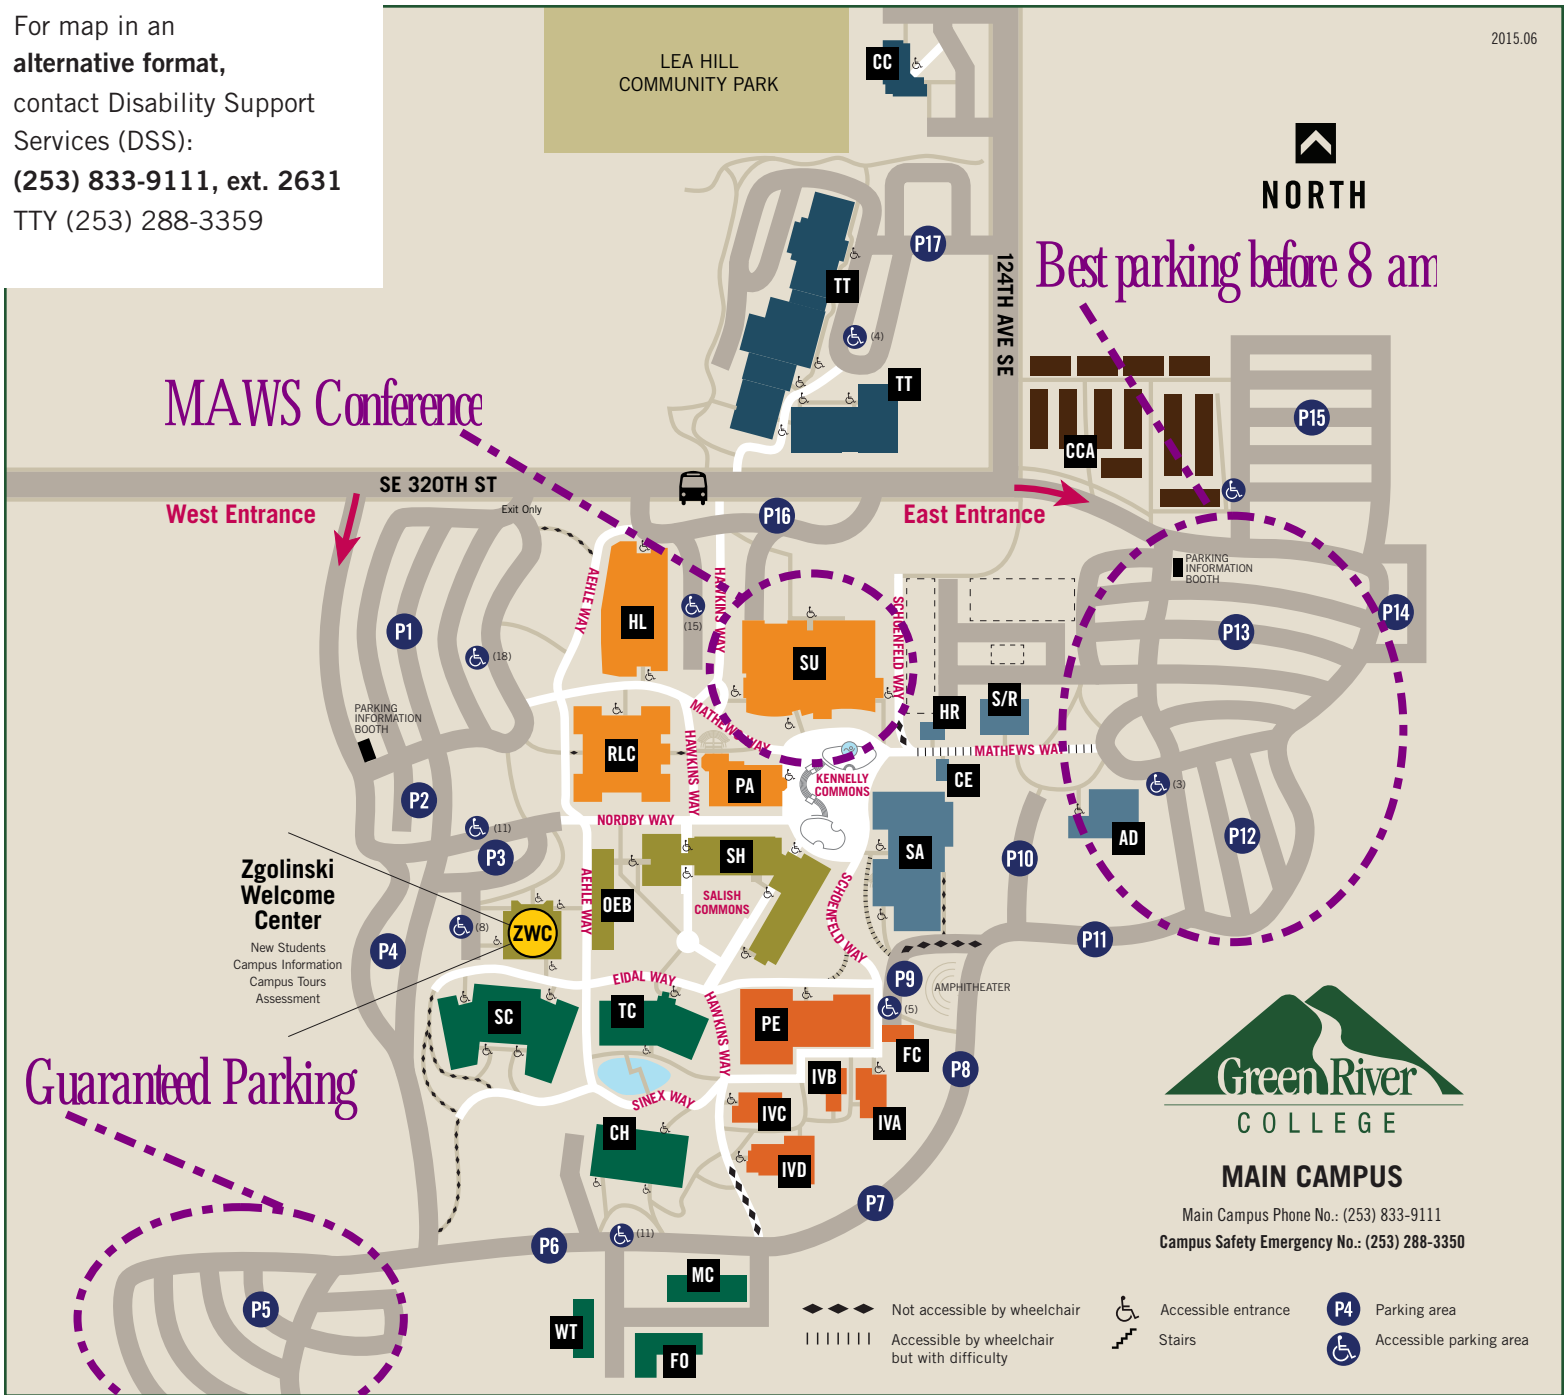 For map in an
alternative format,
contact Disability Support
Services (DSS):
(253) 833-9111, ext. 2631
TTY (253) 288-3359
2015.06
LEA HILL
COMMUNITY PARK
CC
NORTH
P17
124TH AVE SE
Best parking before 8 am
TT
(4)
TT
MAWS Conference
P15
CCA
SE 320TH ST
West Entrance
Exit Only
P16
East Entrance
PARKING
INFORMATION
BOOTH
AEHLE WAY
HAWKINS WAY
SCHOENFELD WAY
P1
HL
(15)
P14
P13
(18)
SU
PARKING
INFORMATION
BOOTH
HR
S/R
MATHEWS WAY
MATHEWS WAY
RLC
HAWKINS WAY
PA
KENNELLY
COMMONS
CE
(3)
P2
NORDBY WAY
(11)
P3
SH
SA
P10
AD
P12
Zgolinski
Welcome
Center
New Students
Campus Information
Campus Tours
Assessment
AEHLE WAY
OEB
SALISH
COMMONS
SCHOENFELD WAY
(8)
ZWC
P4
P11
EIDAL WAY
P9
AMPHITHEATER
(5)
SC
TC
HAWKINS WAY
PE
FC
Guaranteed Parking
P8
IVB
SINEX WAY
IVC
IVA
CH
IVD
P7
Green River
COLLEGE
MAIN CAMPUS
Main Campus Phone No.: (253) 833-9111
Campus Safety Emergency No.: (253) 288-3350
P6
(11)
MC
P5
WT
FO
Not accessible by wheelchair
Accessible by wheelchair
but with difficulty
Accessible entrance
Stairs
P4
Parking area
Accessible parking area